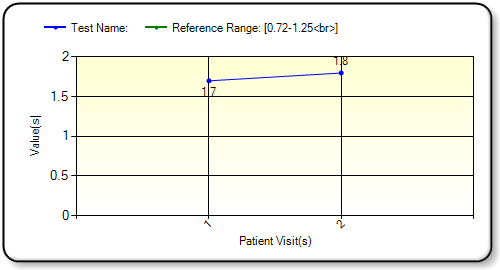 Test Name: Reference Range: [0.72-1.25<br>]
2
1.8
1.7
1.5
1
0.5
0
Value(s)
1 2
Patient Visit(s)